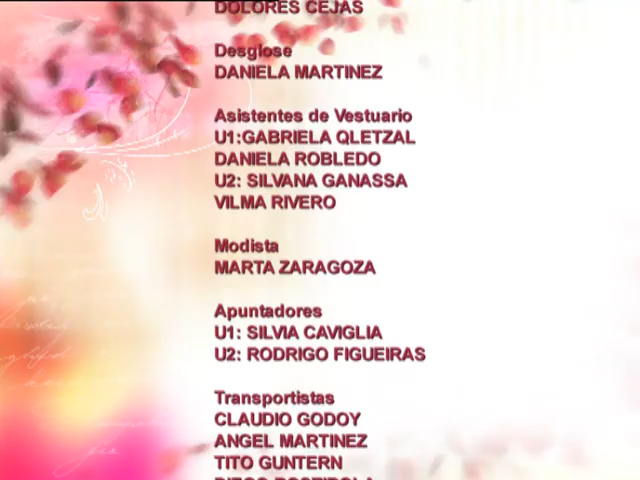 DOLORES CEJAS
Desglose
DANIELA MARTINEZ
Asistentes de Vestuario
U1:GABRIELA QLETZAL
DANIELA ROBLEDO
U2: SILVANA GANASSA
VILMA RIVERO
Modista
MARTA ZARAGOZA
Apuntadores
U1: SILVIA CAVIGLIA
U2: RODRIGO FIGUEIRAS
Transportistas
CLAUDIO GODOY
ANGEL MARTINEZ
TITO GUNTERN